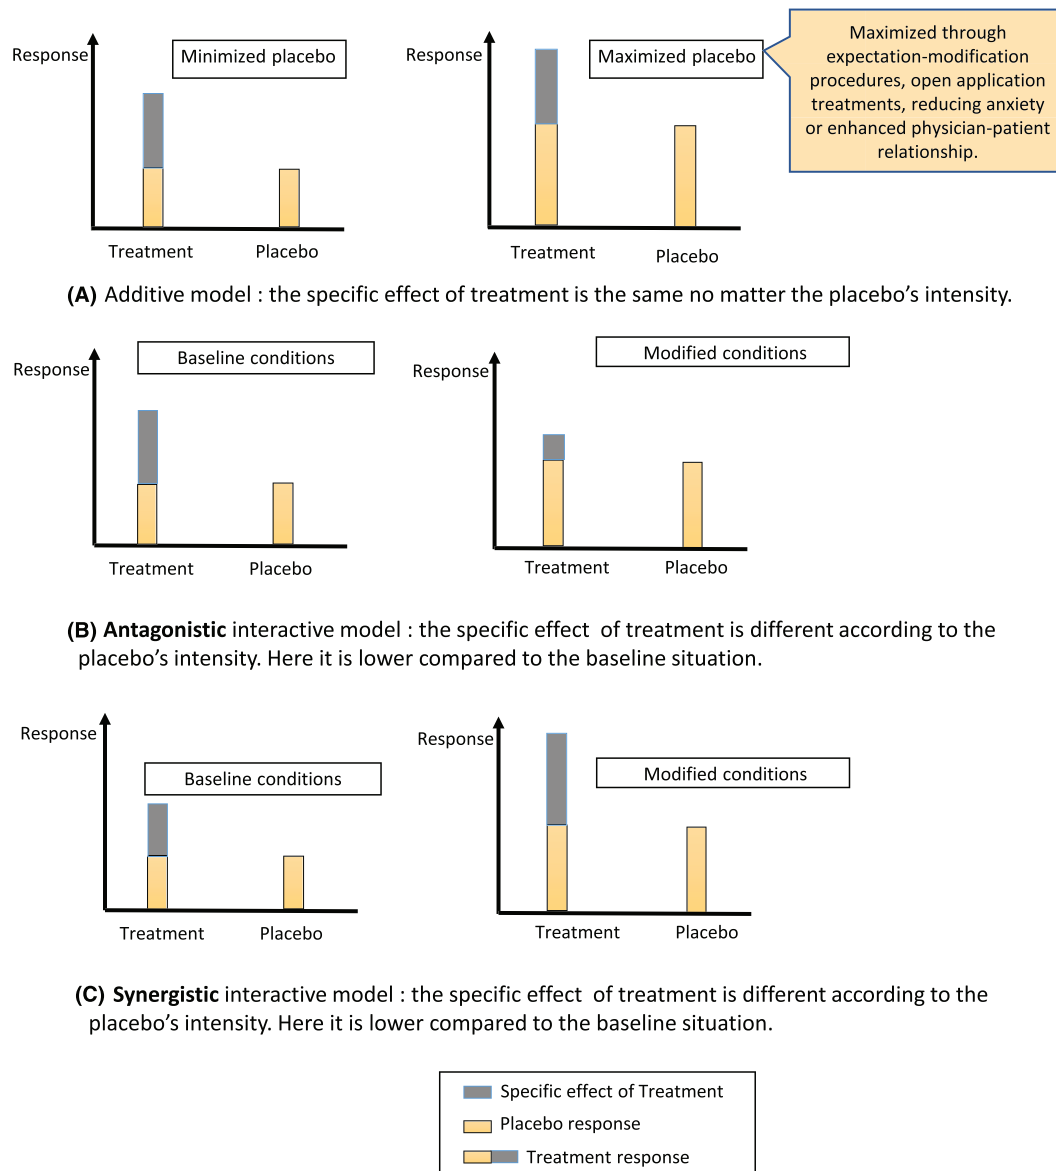 Response
Minimized placebo
Treatment
Placebo
Response
Maximized placebo
Maximized through
expectation-modification
procedures, open application
treatments, reducing anxiety
or enhanced physician-patient
relationship.
Treatment
Placebo
(A) Additive model : the specific effect of treatment is the same no matter the placebo's intensity.
Response
Baseline conditions
Treatment
Placebo
Response
Modified conditions
Treatment
Placebo
(B) Antagonistic interactive model : the specific effect of treatment is different according to the
placebo's intensity. Here it is lower compared to the baseline situation.
Response
Baseline conditions
Treatment
Placebo
Response
Modified conditions
Treatment
Placebo
(C) Synergistic interactive model : the specific effect of treatment is different according to the
placebo's intensity. Here it is lower compared to the baseline situation.
Specific effect of Treatment
Placebo response
Treatment response